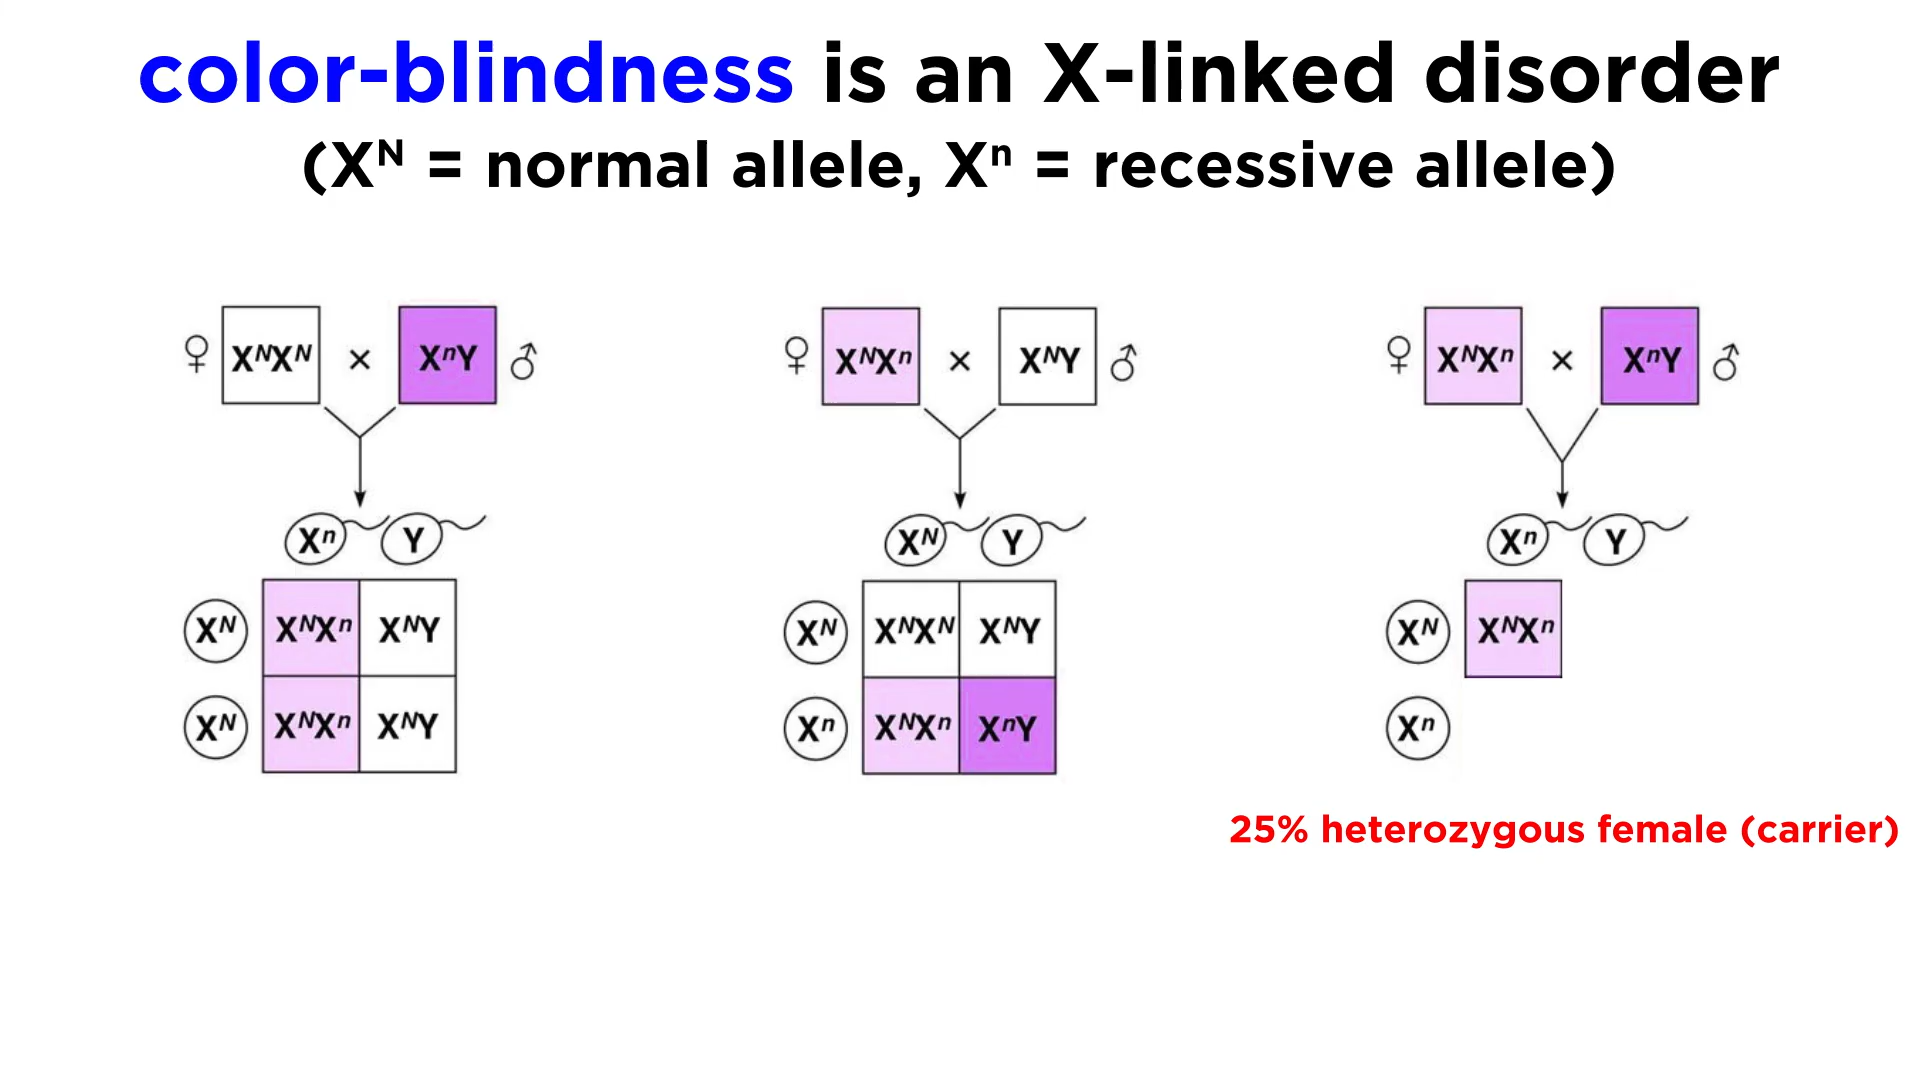 color-blindness is an X-linked disorder
(Xᴺ = normal allele, Xⁿ = recessive allele)
♀ XᴺXᴺ × XⁿY ♂
Xⁿ Y
Xᴺ XᴺXⁿ XᴺY
Xᴺ XᴺXⁿ XᴺY
♀ XᴺXⁿ × XᴺY ♂
Xᴺ Y
Xᴺ XᴺXᴺ XᴺY
Xⁿ XᴺXⁿ XⁿY
♀ XᴺXⁿ × XⁿY ♂
Xⁿ Y
Xᴺ XᴺXⁿ
Xⁿ
25% heterozygous female (carrier)